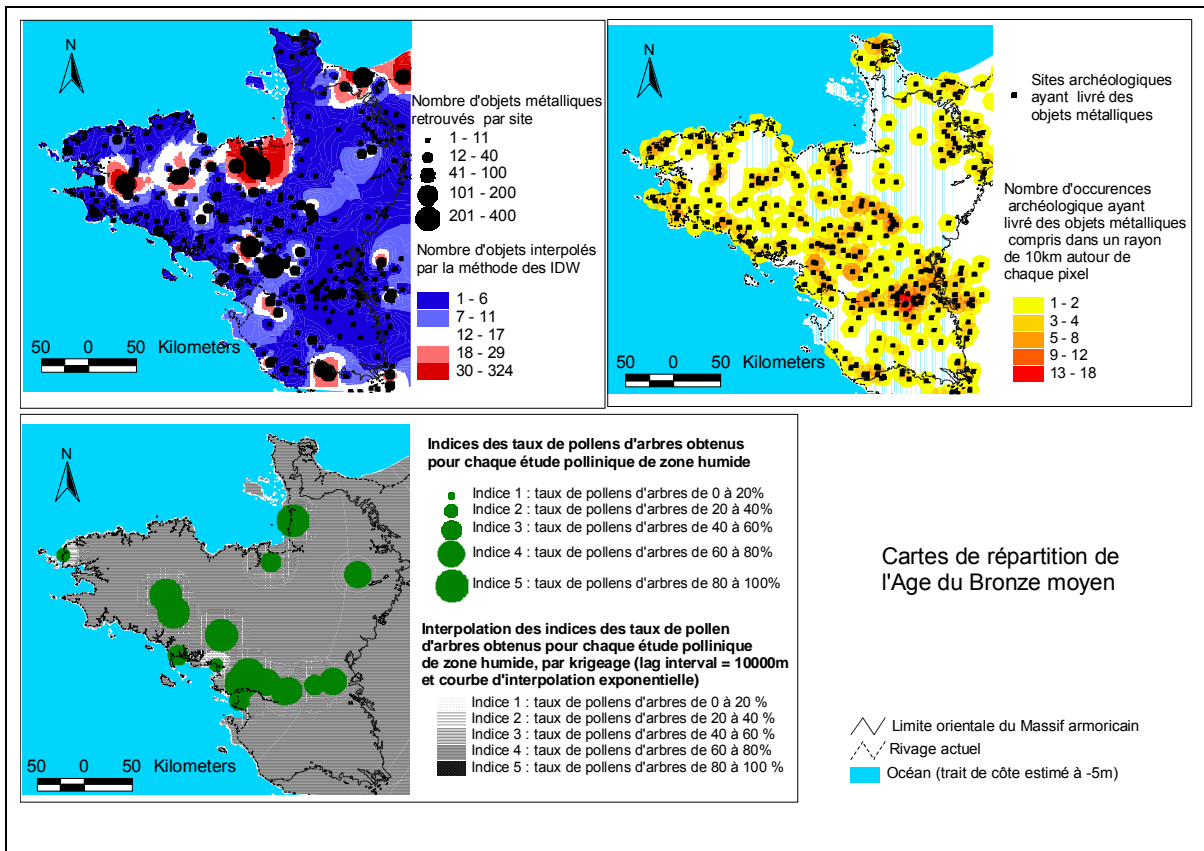 N
Nombre d'objets métalliques
retrouvés par site
1 - 11
12 - 40
41 - 100
101 - 200
201 - 400
Nombre d'objets interpolés
par la méthode des IDW
1 - 6
7 - 11
12 - 17
18 - 29
30 - 324
50 0 50 Kilometers
N
Sites archéologiques
ayant livré des
objets métalliques
Nombre d'occurences
archéologique ayant
livré des objets métalliques
compris dans un rayon
de 10km autour de
chaque pixel
1 - 2
3 - 4
5 - 8
9 - 12
13 - 18
50 0 50 Kilometers
N
Indices des taux de pollens d'arbres obtenus
pour chaque étude pollinique de zone humide
Indice 1 : taux de pollens d'arbres de 0 à 20%
Indice 2 : taux de pollens d'arbres de 20 à 40%
Indice 3 : taux de pollens d'arbres de 40 à 60%
Indice 4 : taux de pollens d'arbres de 60 à 80%
Indice 5 : taux de pollens d'arbres de 80 à 100%
Interpolation des indices des taux de pollen
d'arbres obtenus pour chaque étude pollinique
de zone humide, par krigeage (lag interval = 10000m
et courbe d'interpolation exponentielle)
Indice 1 : taux de pollens d'arbres de 0 à 20 %
Indice 2 : taux de pollens d'arbres de 20 à 40 %
Indice 3 : taux de pollens d'arbres de 40 à 60 %
Indice 4 : taux de pollens d'arbres de 60 à 80%
Indice 5 : taux de pollens d'arbres de 80 à 100 %
50 0 50 Kilometers
Cartes de répartition de
l'Age du Bronze moyen
Limite orientale du Massif armoricain
Rivage actuel
Océan (trait de côte estimé à -5m)